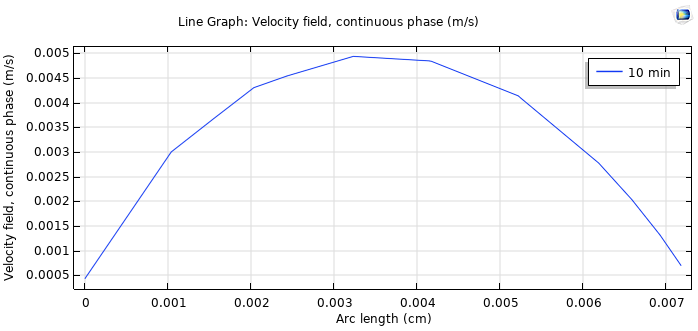 Line Graph: Velocity field, continuous phase (m/s)
Velocity field, continuous phase (m/s)
0.005
0.0045
0.004
0.0035
0.003
0.0025
0.002
0.0015
0.001
0.0005
10 min
0 0.001 0.002 0.003 0.004 0.005 0.006 0.007
Arc length (cm)